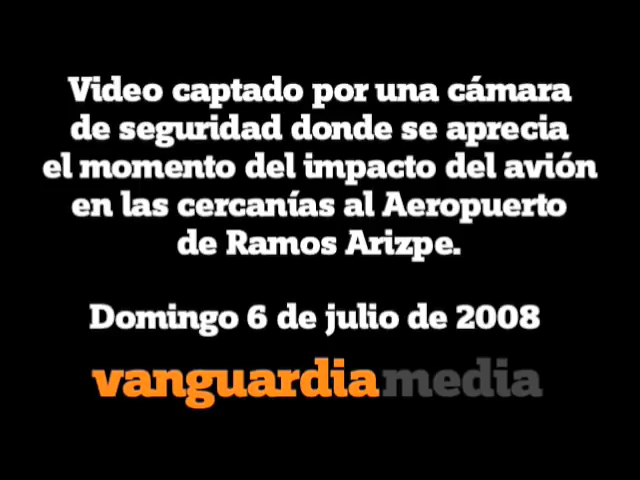 Video captado por una cámara
de seguridad donde se aprecia
el momento del impacto del avión
en las cercanías al Aeropuerto
de Ramos Arizpe.
Domingo 6 de julio de 2008
vanguardiamedia